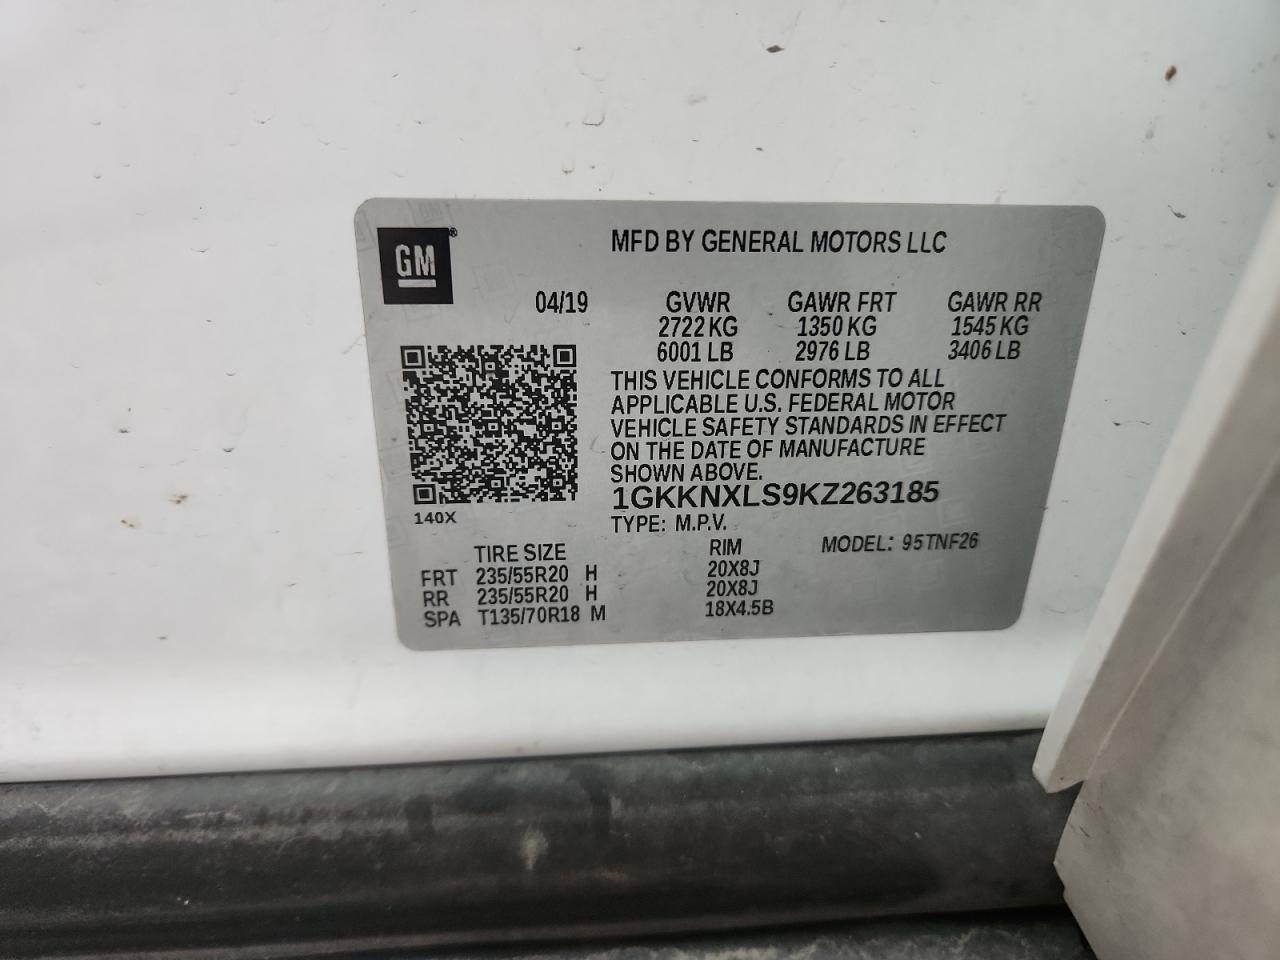 GM®
MFD BY GENERAL MOTORS LLC
04/19 GVWR GAWR FRT GAWR RR
2722 KG 1350 KG 1545 KG
6001 LB 2976 LB 3406 LB
THIS VEHICLE CONFORMS TO ALL
APPLICABLE U.S. FEDERAL MOTOR
VEHICLE SAFETY STANDARDS IN EFFECT
ON THE DATE OF MANUFACTURE
SHOWN ABOVE.
1GKKNXLS9KZ263185
140X
TYPE: M.P.V.
TIRE SIZE RIM MODEL: 95TNF26
FRT 235/55R20 H 20X8J
RR 235/55R20 H 20X8J
SPA T135/70R18 M 18X4.5B